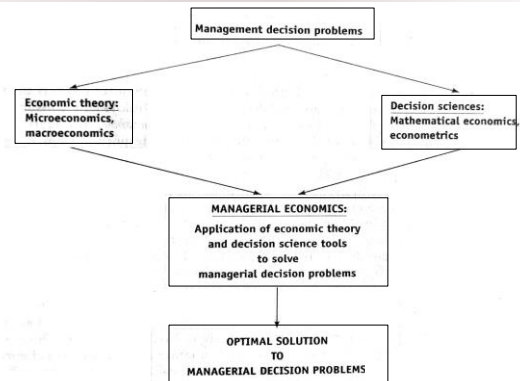 Management decision problems
Economic theory:
Microeconomics,
macroeconomics
Decision sciences:
Mathematical economics,
econometrics
MANAGERIAL ECONOMICS:
Application of economic theory
and decision science tools
to solve
managerial decision problems
OPTIMAL SOLUTION
TO
MANAGERIAL DECISION PROBLEMS